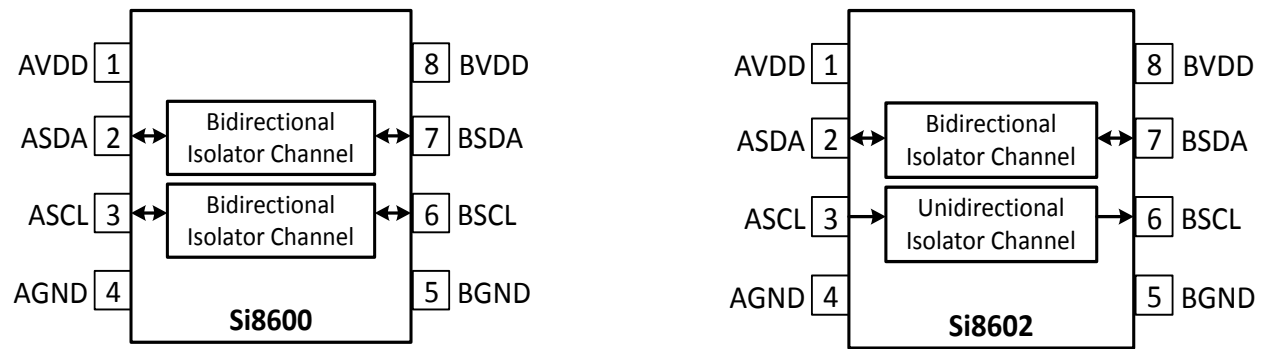 AVDD 1 8 BVDD
ASDA 2 Bidirectional Isolator Channel 7 BSDA
ASCL 3 Bidirectional Isolator Channel 6 BSCL
AGND 4 5 BGND
Si8600
AVDD 1 8 BVDD
ASDA 2 Bidirectional Isolator Channel 7 BSDA
ASCL 3 Unidirectional Isolator Channel 6 BSCL
AGND 4 5 BGND
Si8602